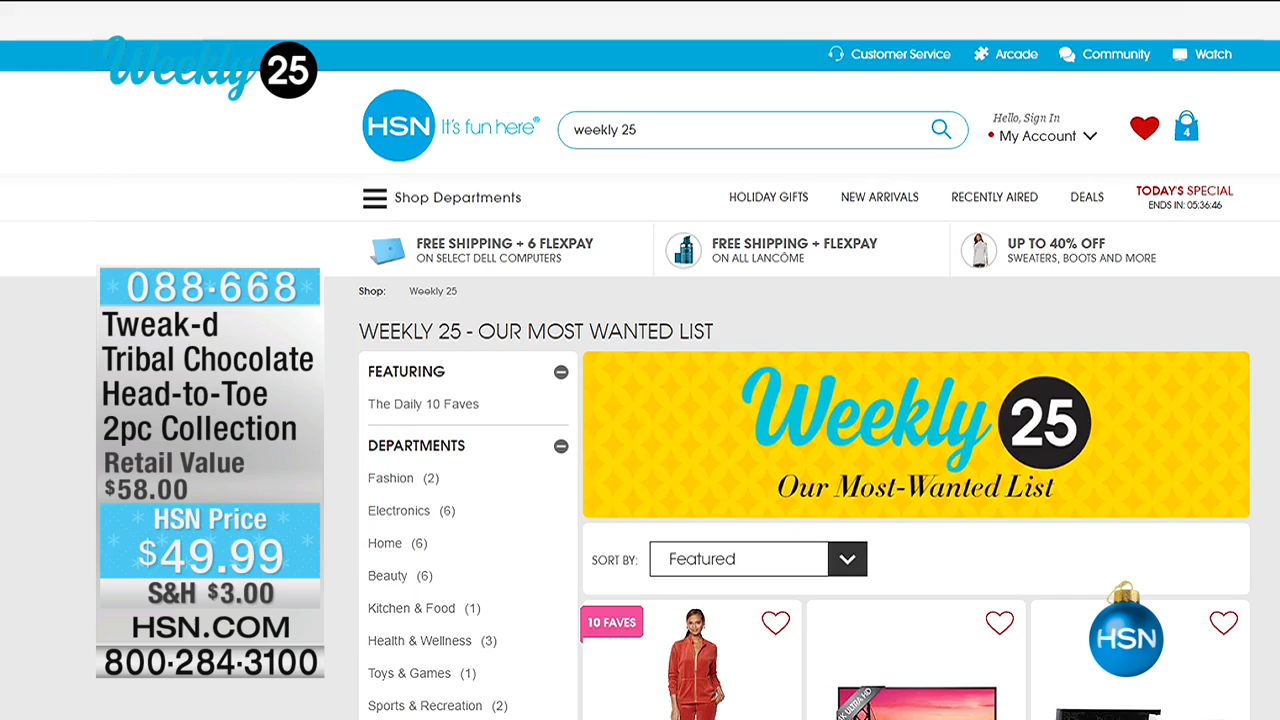 Weekly 25
Customer Service
Arcade
Community
Watch
HSN It's fun here®
weekly 25
Hello, Sign In
My Account
4
Shop Departments
HOLIDAY GIFTS
NEW ARRIVALS
RECENTLY AIRED
DEALS
TODAY'S SPECIAL
ENDS IN: 05:36:46
FREE SHIPPING + 6 FLEXPAY
ON SELECT DELL COMPUTERS
FREE SHIPPING + FLEXPAY
ON ALL LANCÔME
UP TO 40% OFF
SWEATERS, BOOTS AND MORE
088·668
Tweak-d
Tribal Chocolate
Head-to-Toe
2pc Collection
Retail Value
$58.00
HSN Price
$49.99
S&H $3.00
HSN.COM
800·284·3100
Shop: Weekly 25
WEEKLY 25 - OUR MOST WANTED LIST
FEATURING
The Daily 10 Faves
DEPARTMENTS
Fashion (2)
Electronics (6)
Home (6)
Beauty (6)
Kitchen & Food (1)
Health & Wellness (3)
Toys & Games (1)
Sports & Recreation (2)
Weekly 25
Our Most-Wanted List
SORT BY: Featured
10 FAVES
HSN
ULTRA HD